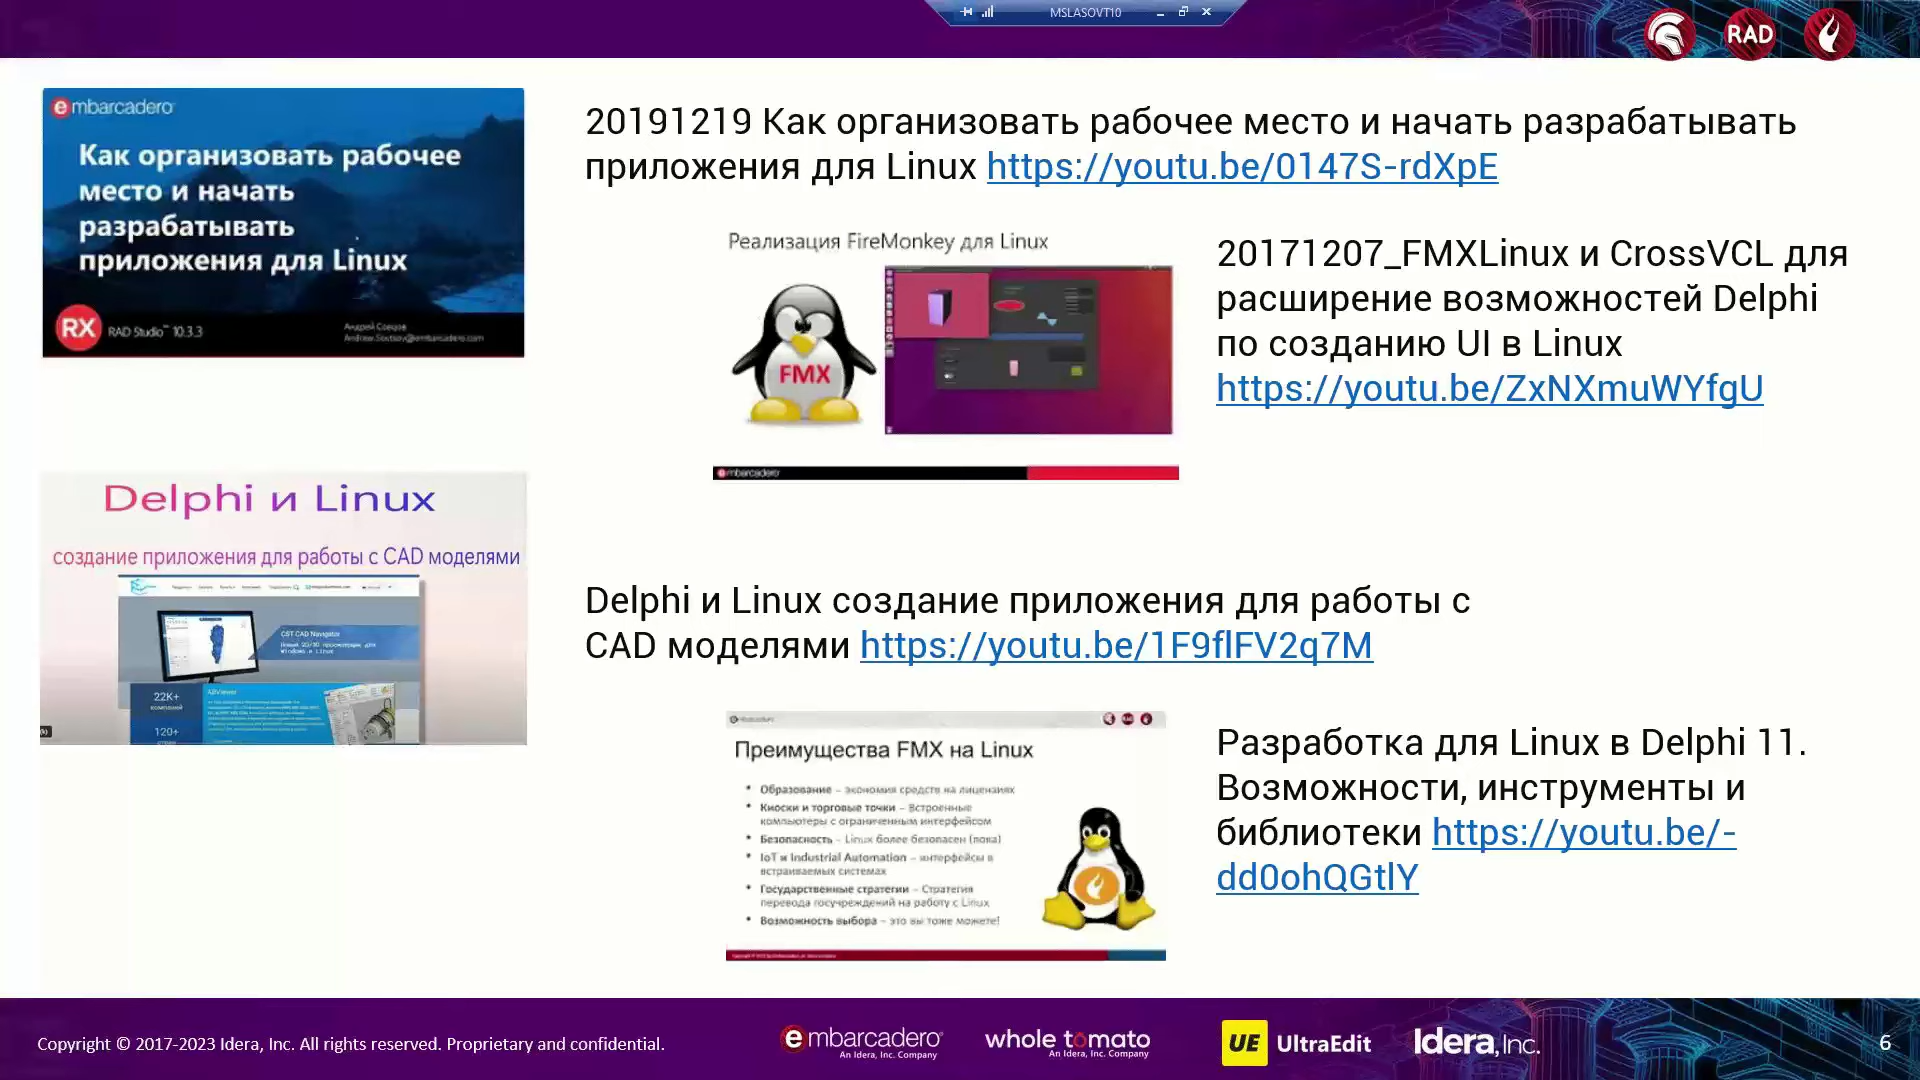 MSLASOVT10
RAD
embarcadero
Как организовать рабочее
место и начать
разрабатывать
приложения для Linux
RX RAD Studio 10.3.3
20191219 Как организовать рабочее место и начать разрабатывать
приложения для Linux https://youtu.be/0147S-rdXpE
Реализация FireMonkey для Linux
FMX
embarcadero
20171207_FMXLinux и CrossVCL для
расширение возможностей Delphi
по созданию UI в Linux
https://youtu.be/ZxNXmuWYfgU
Delphi и Linux
создание приложения для работы с CAD моделями
CST CAD Navigator
ABViewer
22K+
компаний
120+
Delphi и Linux создание приложения для работы с
CAD моделями https://youtu.be/1F9flFV2q7M
embarcadero
Преимущества FMX на Linux
• Образование – экономия средств на лицензиях
• Киоски и торговые точки – Встроенные
компьютеры с ограниченным интерфейсом
• Безопасность – Linux более безопасен (пока)
• IoT и Industrial Automation – интерфейсы в
встраиваемых системах
• Государственные стратегии – Стратегия
перевода госучреждений на работу с Linux
• Возможность выбора – это вы тоже можете!
Разработка для Linux в Delphi 11.
Возможности, инструменты и
библиотеки https://youtu.be/-
dd0ohQGtlY
Copyright © 2017-2023 Idera, Inc. All rights reserved. Proprietary and confidential.
embarcadero
An Idera, Inc. Company
whole tomato
An Idera, Inc. Company
UE UltraEdit
Idera, Inc.
6